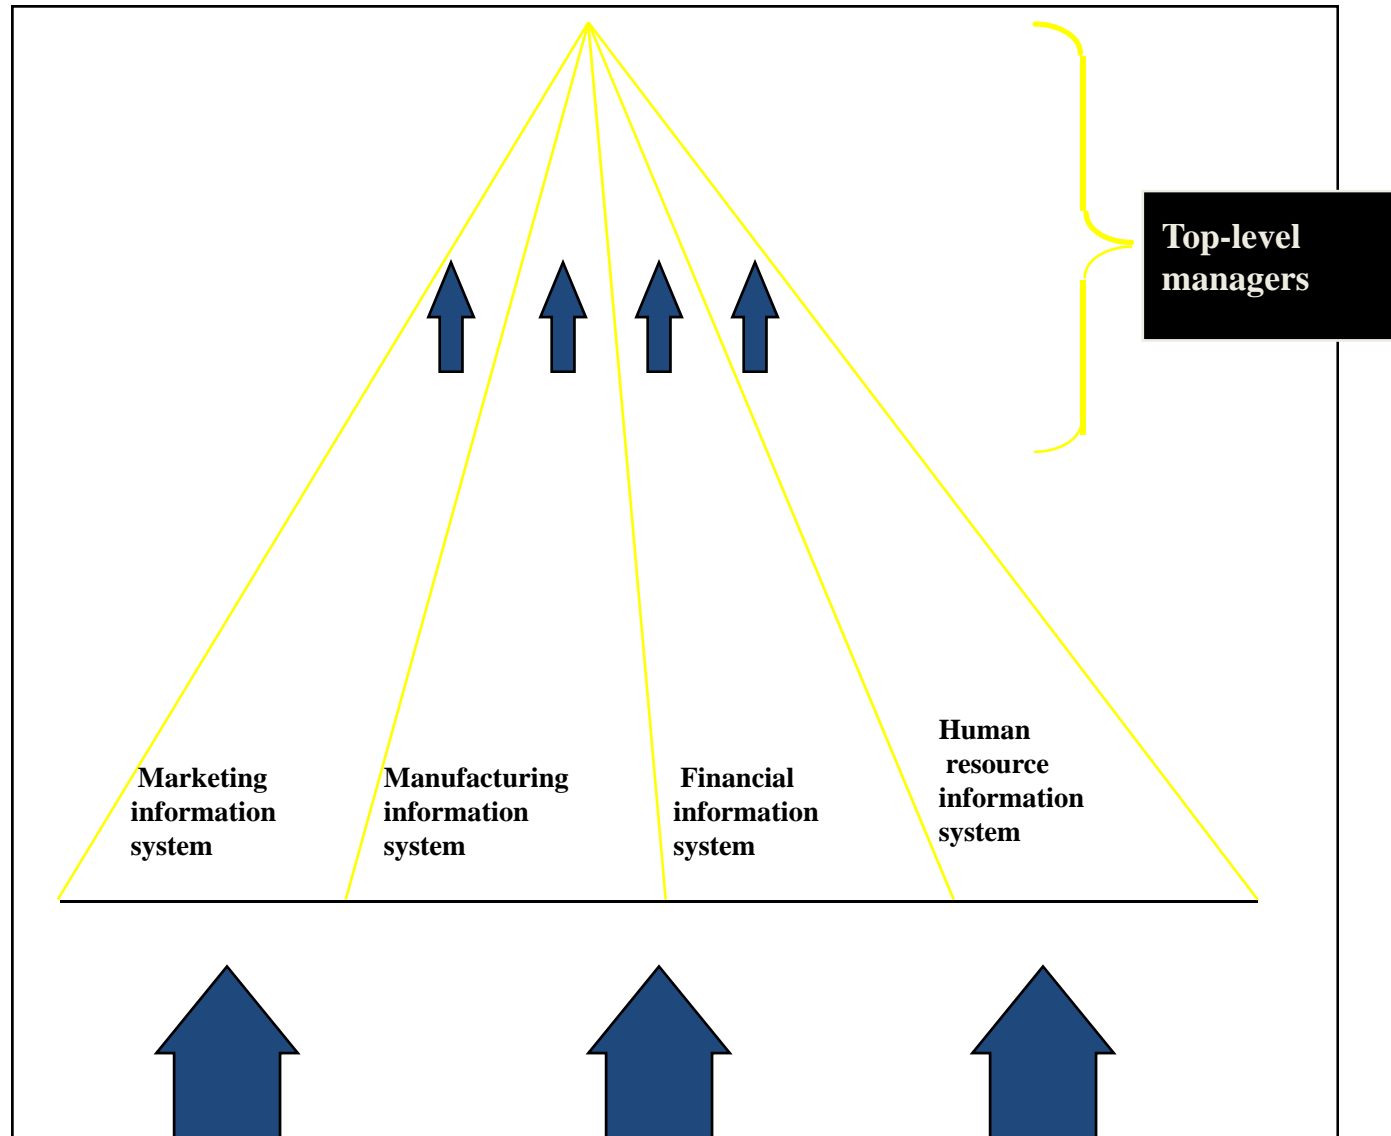 Top-level
managers
Marketing
information
system
Manufacturing
information
system
Financial
information
system
Human
resource
information
system